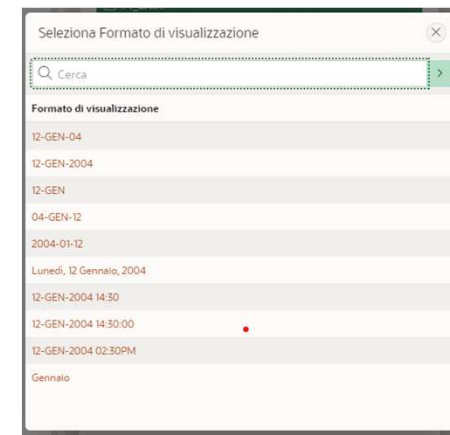 Seleziona Formato di visualizzazione
Cerca
Formato di visualizzazione
12-GEN-04
12-GEN-2004
12-GEN
04-GEN-12
2004-01-12
Lunedì, 12 Gennaio, 2004
12-GEN-2004 14:30
12-GEN-2004 14:30:00
12-GEN-2004 02:30PM
Gennaio